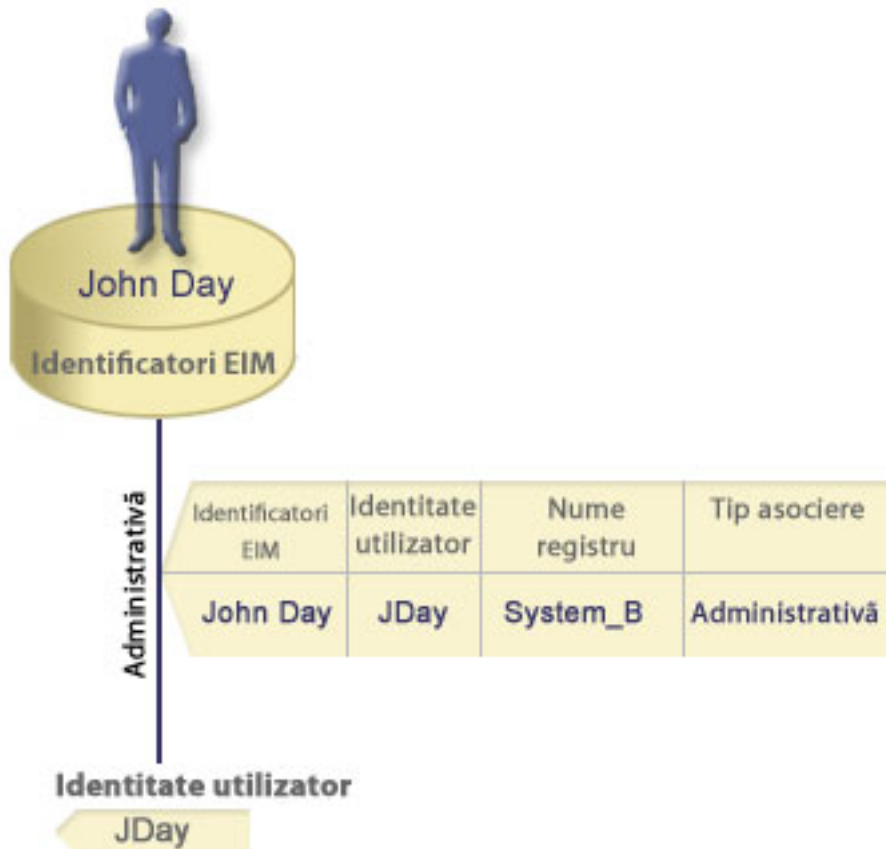 John Day
Identificatori EIM
Administrativă
Identificatori EIM
Identitate utilizator
Nume registru
Tip asociere
John Day
JDay
System_B
Administrativă
Identitate utilizator
JDay